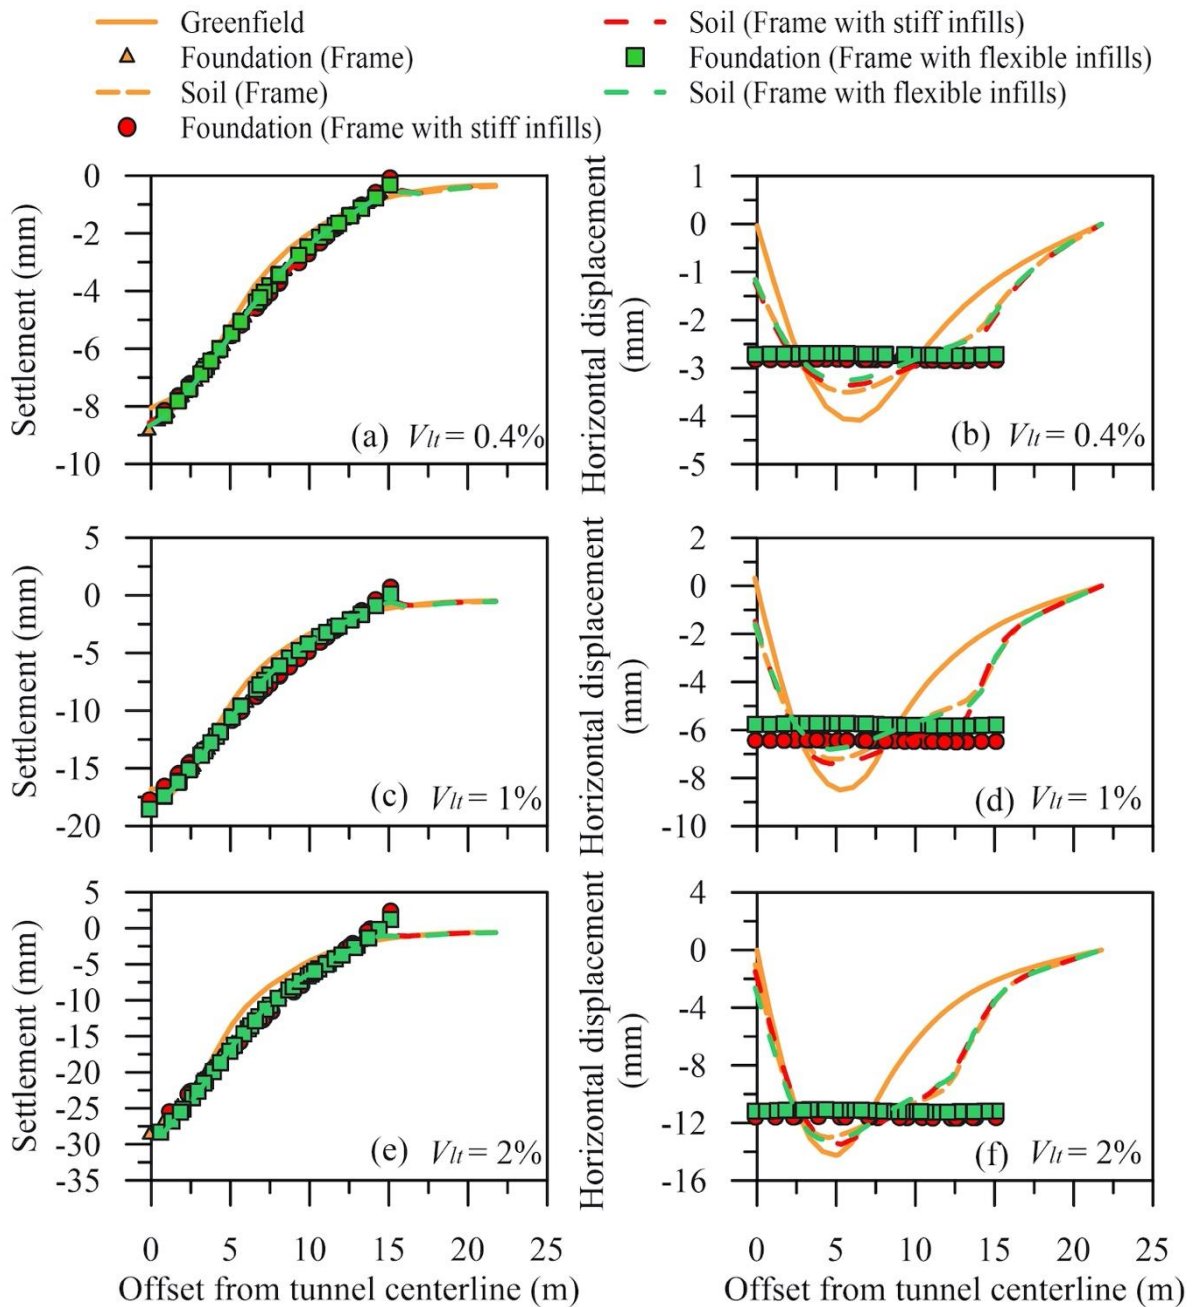 Greenfield
Foundation (Frame)
Soil (Frame)
Foundation (Frame with stiff infills)
Soil (Frame with stiff infills)
Foundation (Frame with flexible infills)
Soil (Frame with flexible infills)
Settlement (mm)
0
-2
-4
-6
-8
-10
(a) Vlt = 0.4%
Horizontal displacement
(mm)
1
0
-1
-2
-3
-4
-5
(b) Vlt = 0.4%
Settlement (mm)
5
0
-5
-10
-15
-20
(c) Vlt = 1%
Horizontal displacement
(mm)
2
0
-2
-4
-6
-8
-10
(d) Vlt = 1%
Settlement (mm)
5
0
-5
-10
-15
-20
-25
-30
-35
(e) Vlt = 2%
0 5 10 15 20 25
Offset from tunnel centerline (m)
Horizontal displacement
(mm)
4
0
-4
-8
-12
-16
(f) Vlt = 2%
0 5 10 15 20 25
Offset from tunnel centerline (m)